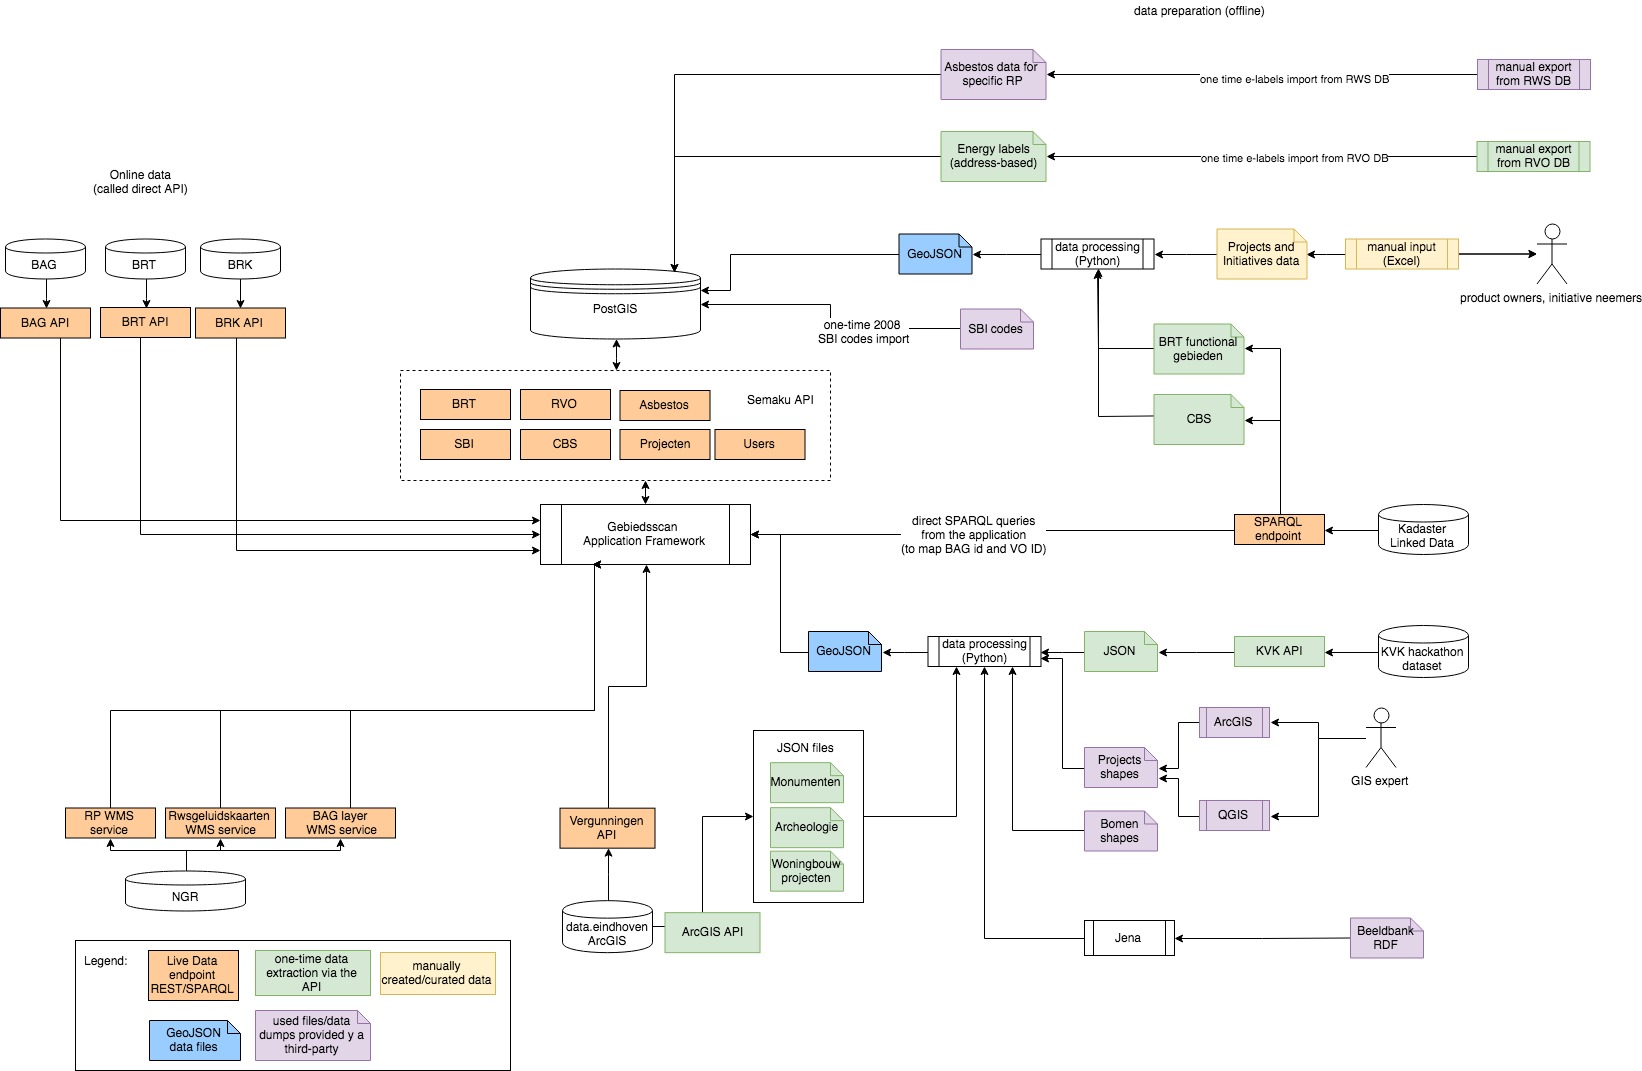 data preparation (offline)
Asbestos data for
specific RP
one time e-labels import from RWS DB
manual export
from RWS DB
Energy labels
(address-based)
one time e-labels import from RVO DB
manual export
from RVO DB
Online data
(called direct API)
BAG
BRT
BRK
BAG API
BRT API
BRK API
PostGIS
GeoJSON
data processing
(Python)
Projects and
Initiatives data
manual input
(Excel)
product owners, initiative neemers
one-time 2008
SBI codes import
SBI codes
BRT functional
gebieden
CBS
BRT
RVO
Asbestos
Semaku API
SBI
CBS
Projecten
Users
Gebiedsscan
Application Framework
direct SPARQL queries
from the application
(to map BAG id and VO ID)
SPARQL
endpoint
Kadaster
Linked Data
GeoJSON
data processing
(Python)
JSON
KVK API
KVK hackathon
dataset
ArcGIS
Projects
shapes
GIS expert
QGIS
Bomen
shapes
JSON files
Monumenten
Archeologie
Woningbouw
projecten
RP WMS
service
Rwsgeluidskaarten
WMS service
BAG layer
WMS service
NGR
Vergunningen
API
data.eindhoven
ArcGIS
ArcGIS API
Jena
Beeldbank
RDF
Legend:
Live Data
endpoint
REST/SPARQL
one-time data
extraction via the
API
manually
created/curated data
GeoJSON
data files
used files/data
dumps provided y a
third-party